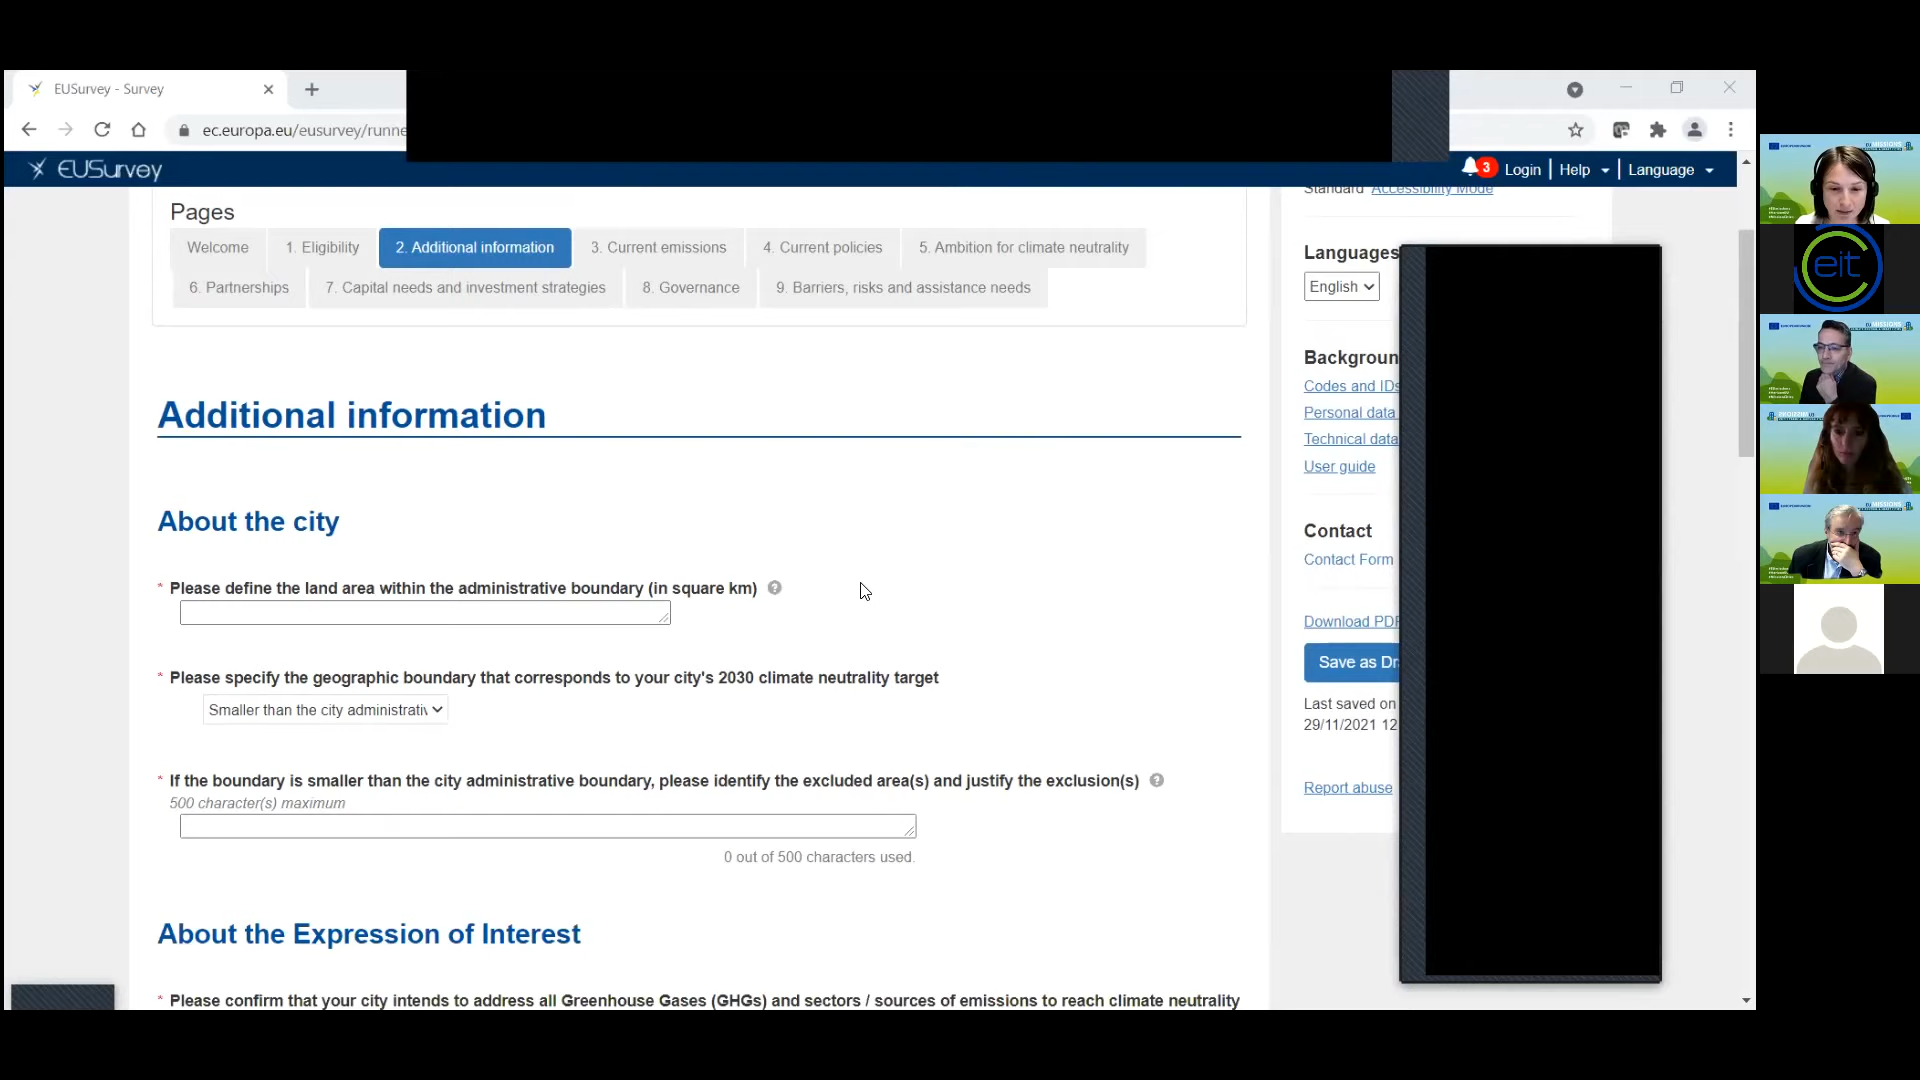 EUSurvey - Survey
ec.europa.eu/eusurvey/runne
EUSurvey
3 Login | Help | Language
Standard Accessibility Mode
Pages
Welcome 1. Eligibility 2. Additional information 3. Current emissions 4. Current policies 5. Ambition for climate neutrality
6. Partnerships 7. Capital needs and investment strategies 8. Governance 9. Barriers, risks and assistance needs
Additional information
About the city
* Please define the land area within the administrative boundary (in square km) ?
* Please specify the geographic boundary that corresponds to your city's 2030 climate neutrality target
Smaller than the city administrativ
* If the boundary is smaller than the city administrative boundary, please identify the excluded area(s) and justify the exclusion(s) ?
500 character(s) maximum
0 out of 500 characters used.
About the Expression of Interest
* Please confirm that your city intends to address all Greenhouse Gases (GHGs) and sectors / sources of emissions to reach climate neutrality
Languages
English
Backgroun
Codes and IDs
Personal data
Technical data
User guide
Contact
Contact Form
Download PDF
Save as Dr
Last saved on
29/11/2021 12
Report abuse
eit